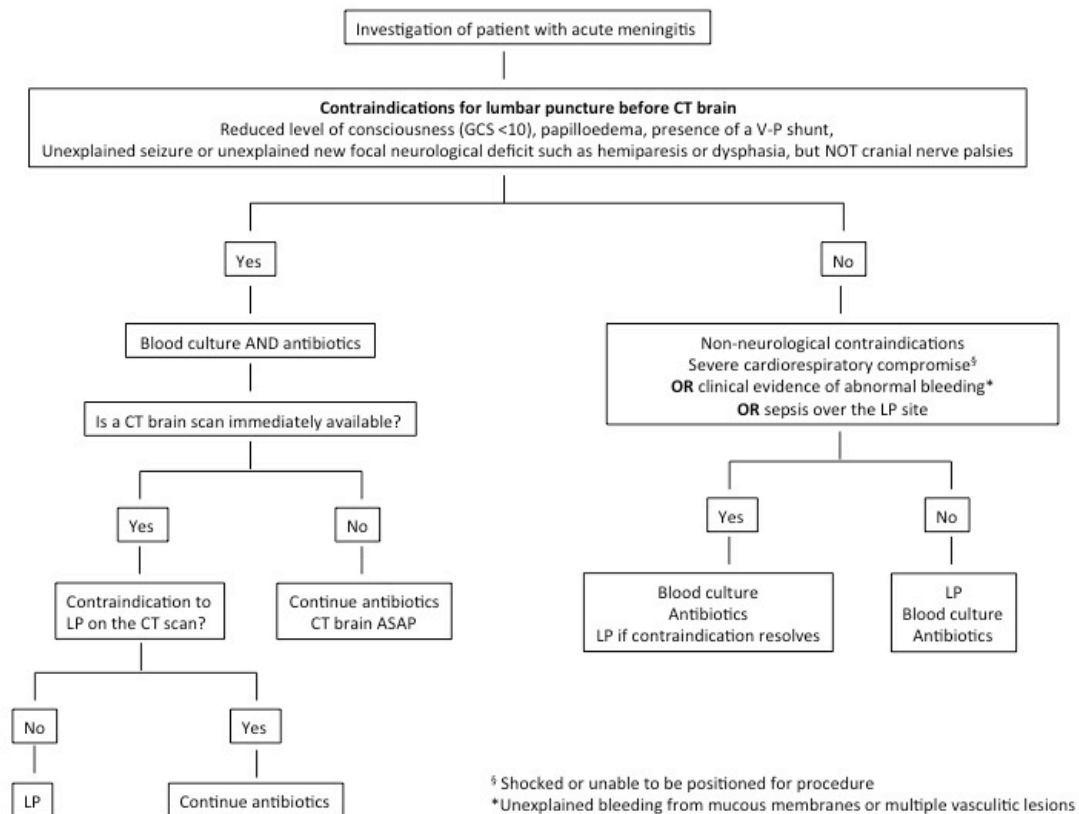 Investigation of patient with acute meningitis
Contraindications for lumbar puncture before CT brain
Reduced level of consciousness (GCS <10), papilloedema, presence of a V-P shunt,
Unexplained seizure or unexplained new focal neurological deficit such as hemiparesis or dysphasia, but NOT cranial nerve palsies
Yes
No
Blood culture AND antibiotics
Non-neurological contraindications
Severe cardiorespiratory compromise§
OR clinical evidence of abnormal bleeding*
OR sepsis over the LP site
Is a CT brain scan immediately available?
Yes
No
Yes
No
Contraindication to
LP on the CT scan?
Continue antibiotics
CT brain ASAP
Blood culture
Antibiotics
LP if contraindication resolves
LP
Blood culture
Antibiotics
No
Yes
LP
Continue antibiotics
§ Shocked or unable to be positioned for procedure
*Unexplained bleeding from mucous membranes or multiple vasculitic lesions